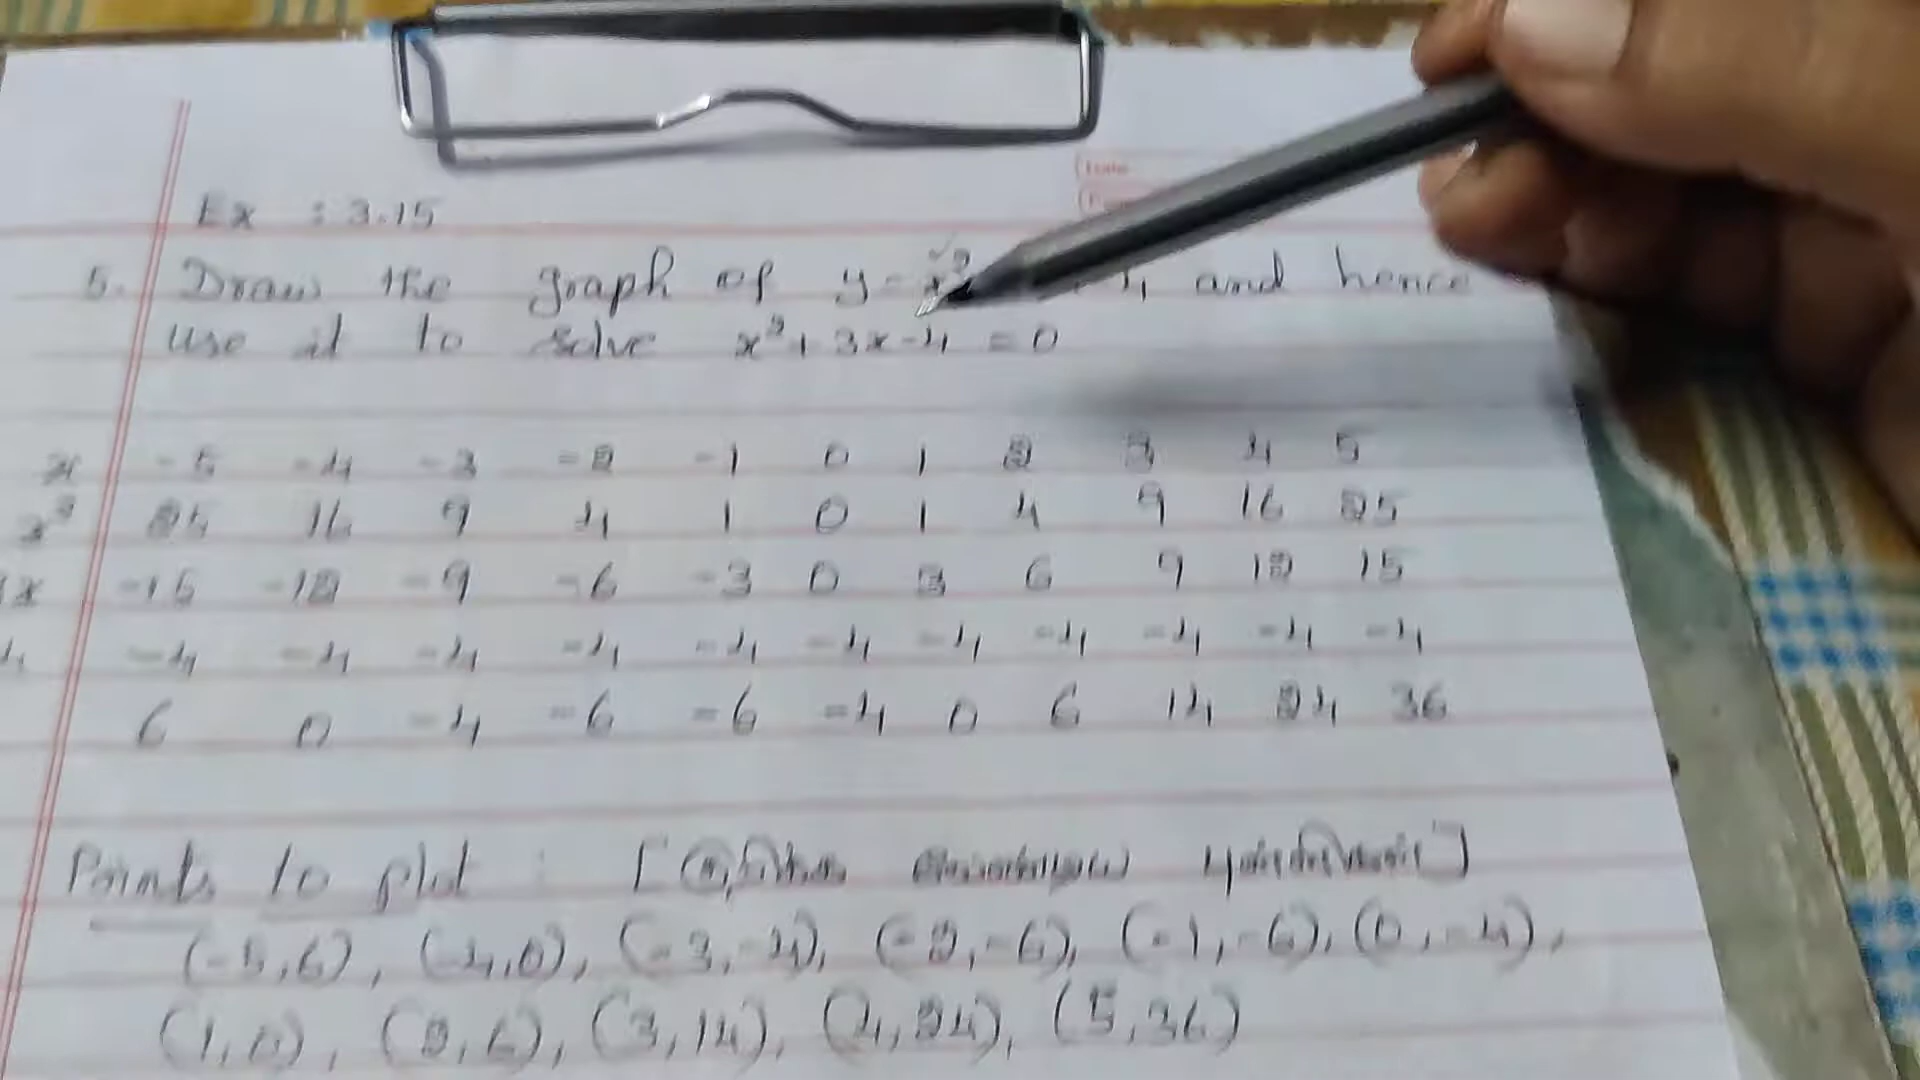 Ex : 3.15
5. Draw the graph of y = x² 4 and hence
use it to solve x² + 3x - 4 = 0
x -5 -4 -3 -2 -1 0 1 2 3 4 5
x² 25 16 9 4 1 0 1 4 9 16 25
x -15 -12 -9 -6 -3 0 3 6 9 12 15
4 -4 -4 -4 -4 -4 -4 -4 -4 -4 -4 -4
6 0 -4 -6 -6 -4 0 6 14 24 36
Points to plot : [ புள்ளிகள் ]
(-5,6), (-4,0), (-3,-4), (-2,-6), (-1,-6), (0,-4),
(1,0), (2,6), (3,14), (4,24), (5,36)